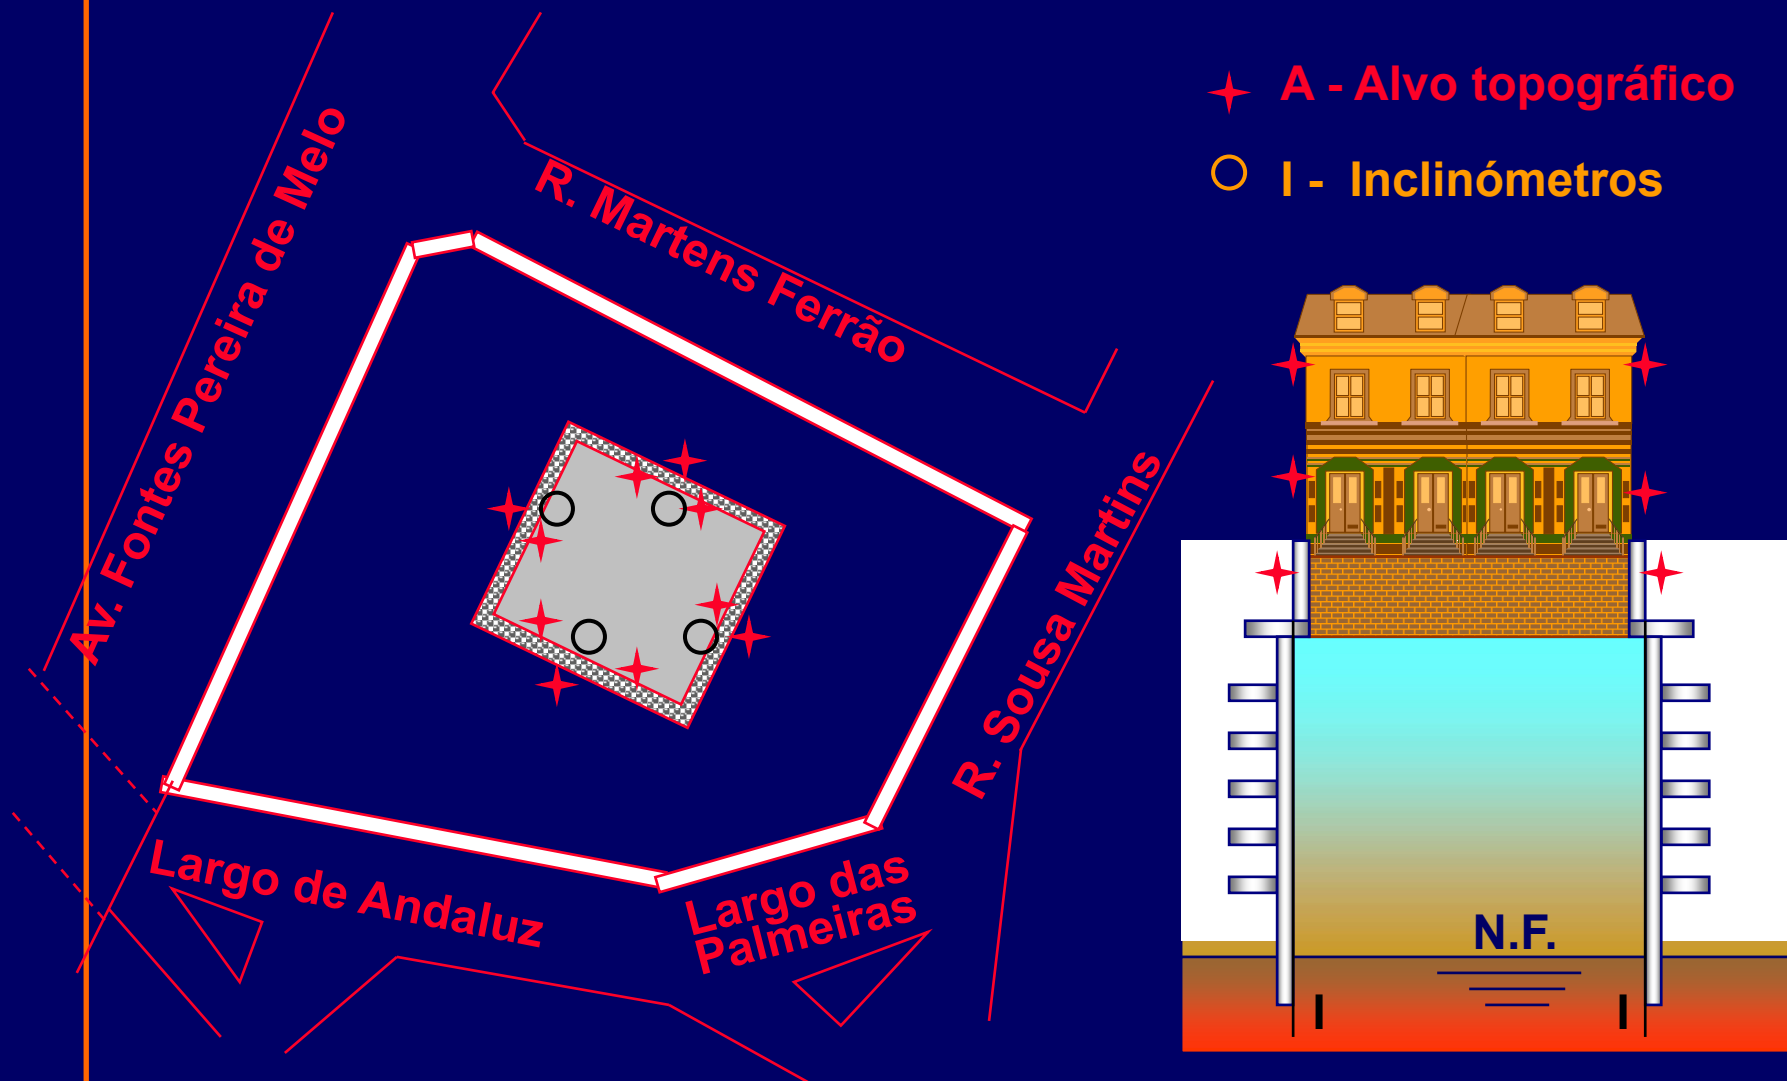 A - Alvo topográfico
I - Inclinómetros
Av. Fontes Pereira de Melo
R. Martens Ferrão
R. Sousa Martins
Largo de Andaluz
Largo das
Palmeiras
N.F.
I
I